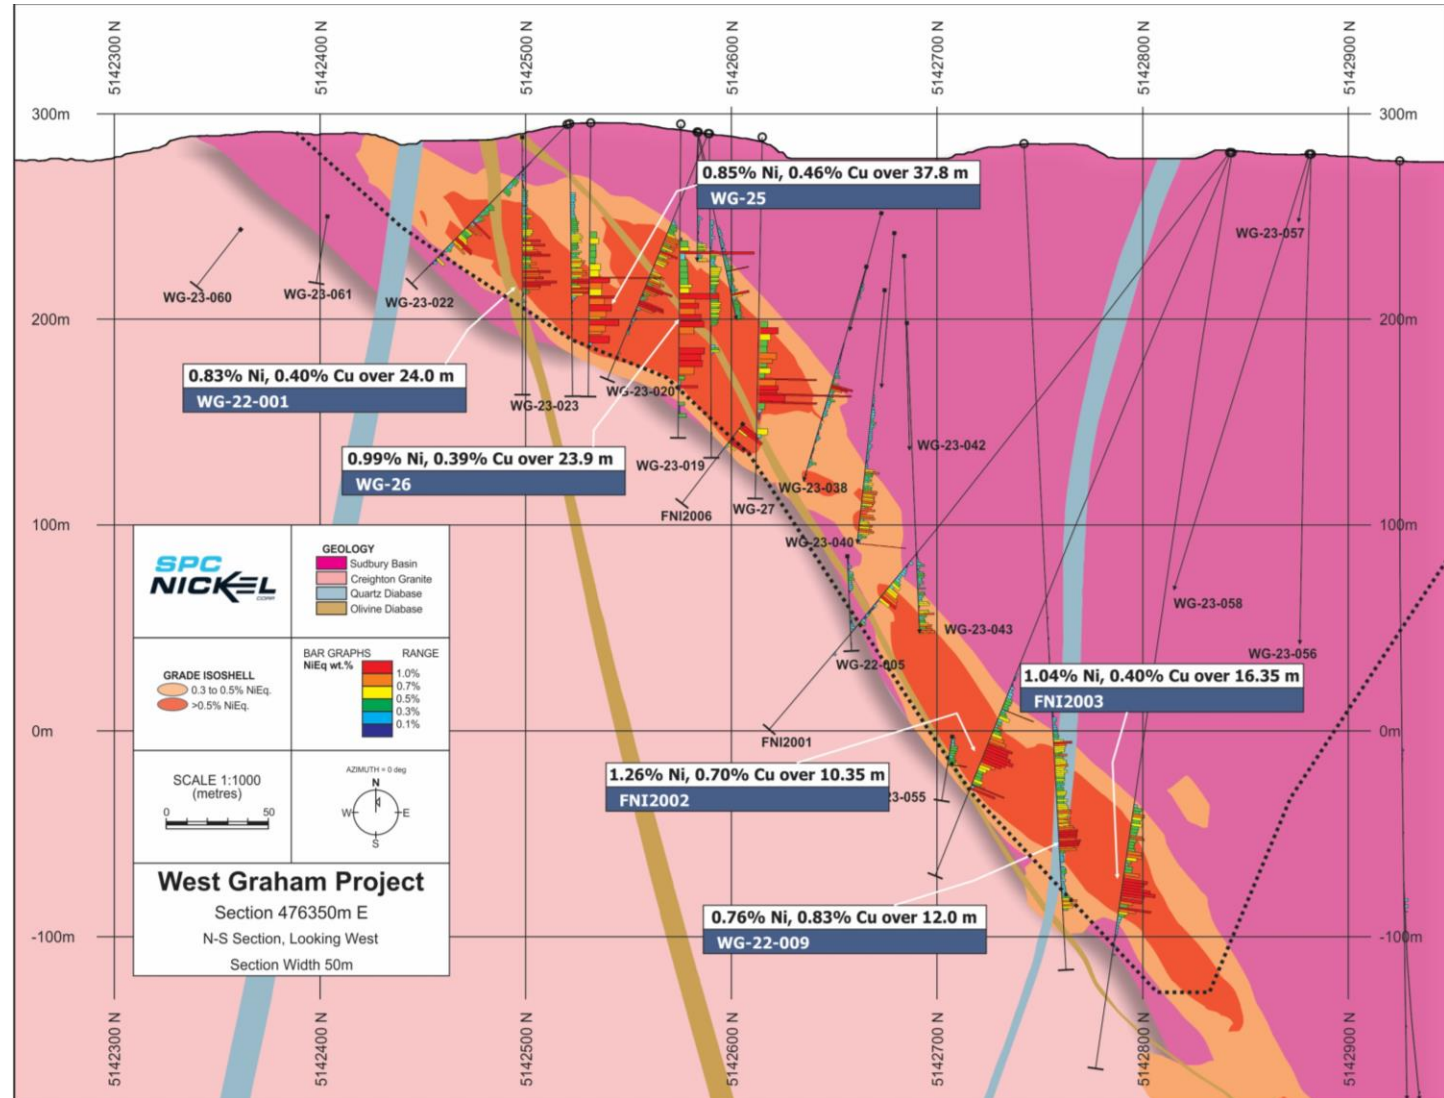 5142300 N
5142400 N
5142500 N
5142600 N
5142700 N
5142800 N
5142900 N
300m
300m
0.85% Ni, 0.46% Cu over 37.8 m
WG-25
WG-23-057
WG-23-060
WG-23-061
WG-23-022
200m
200m
0.83% Ni, 0.40% Cu over 24.0 m
WG-22-001
WG-23-023
WG-23-020
WG-23-042
0.99% Ni, 0.39% Cu over 23.9 m
WG-26
WG-23-019
WG-23-038
WG-27
FNI2006
100m
100m
WG-23-040
WG-23-058
WG-23-043
WG-23-056
WG-22-005
1.04% Ni, 0.40% Cu over 16.35 m
FNI2003
0m
0m
FNI2001
1.26% Ni, 0.70% Cu over 10.35 m
FNI2002
23-055
0.76% Ni, 0.83% Cu over 12.0 m
WG-22-009
-100m
-100m
SPC
NICKEL
CORP.
GEOLOGY
Sudbury Basin
Creighton Granite
Quartz Diabase
Olivine Diabase
GRADE ISOSHELL
0.3 to 0.5% NiEq.
>0.5% NiEq.
BAR GRAPHS RANGE
NiEq wt.%
1.0%
0.7%
0.5%
0.3%
0.1%
SCALE 1:1000
(metres)
0 50
AZIMUTH = 0 deg
N
W E
S
West Graham Project
Section 476350m E
N-S Section, Looking West
Section Width 50m
5142300 N
5142400 N
5142500 N
5142600 N
5142700 N
5142800 N
5142900 N